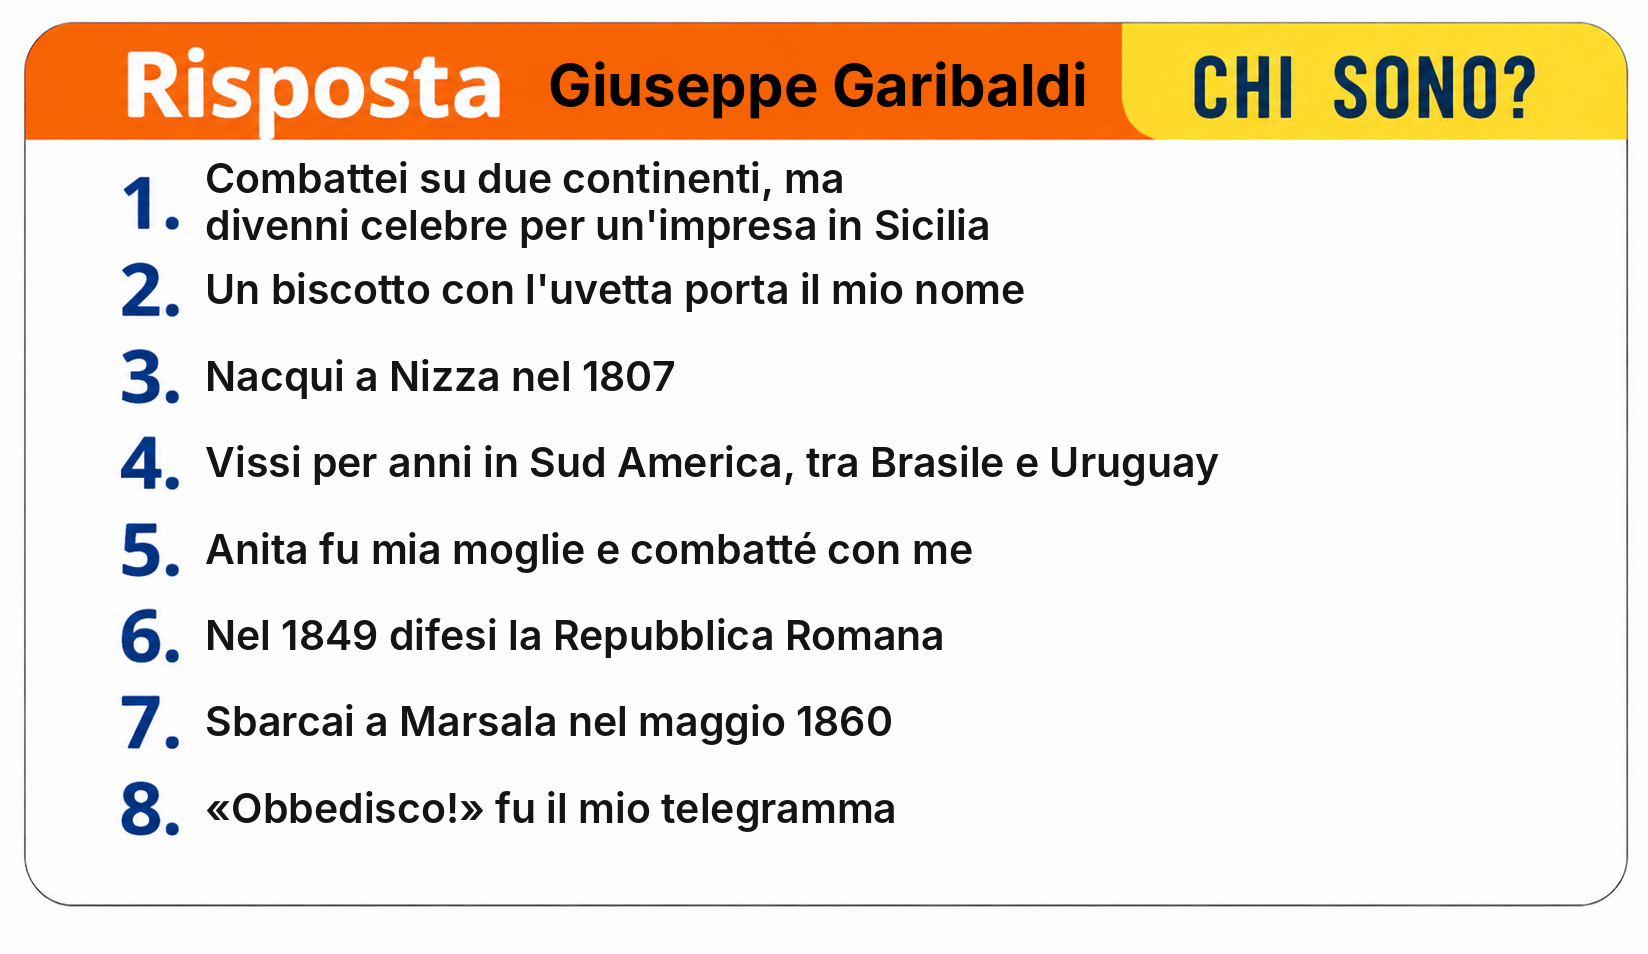 Risposta Giuseppe Garibaldi CHI SONO?
1. Combattei su due continenti, ma
divenni celebre per un'impresa in Sicilia
2. Un biscotto con l'uvetta porta il mio nome
3. Nacqui a Nizza nel 1807
4. Vissi per anni in Sud America, tra Brasile e Uruguay
5. Anita fu mia moglie e combatté con me
6. Nel 1849 difesi la Repubblica Romana
7. Sbarcai a Marsala nel maggio 1860
8. «Obbedisco!» fu il mio telegramma